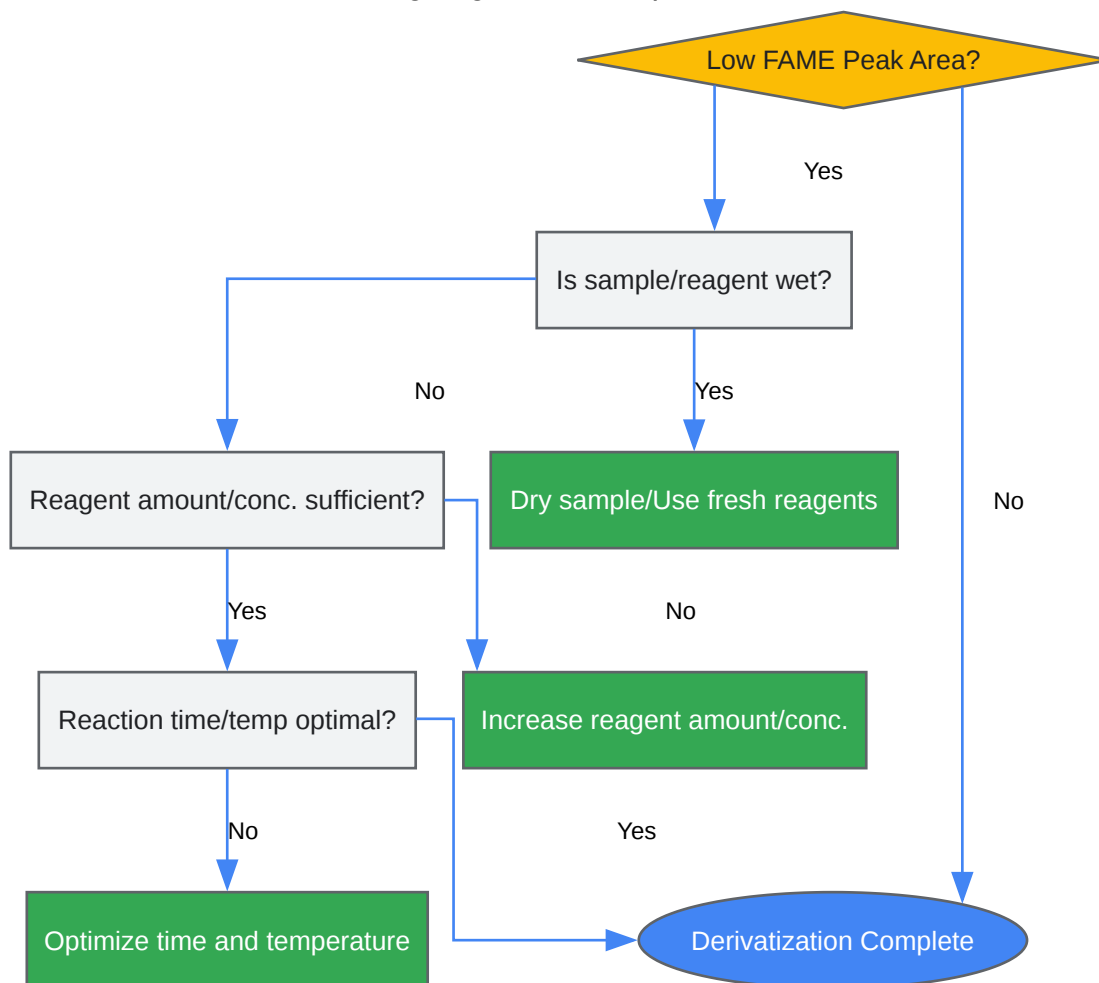 Low FAME Peak Area?
Yes
Is sample/reagent wet?
No
Yes
Reagent amount/conc. sufficient?
Dry sample/Use fresh reagents
No
Yes
No
Reaction time/temp optimal?
Increase reagent amount/conc.
No
Yes
Optimize time and temperature
Derivatization Complete